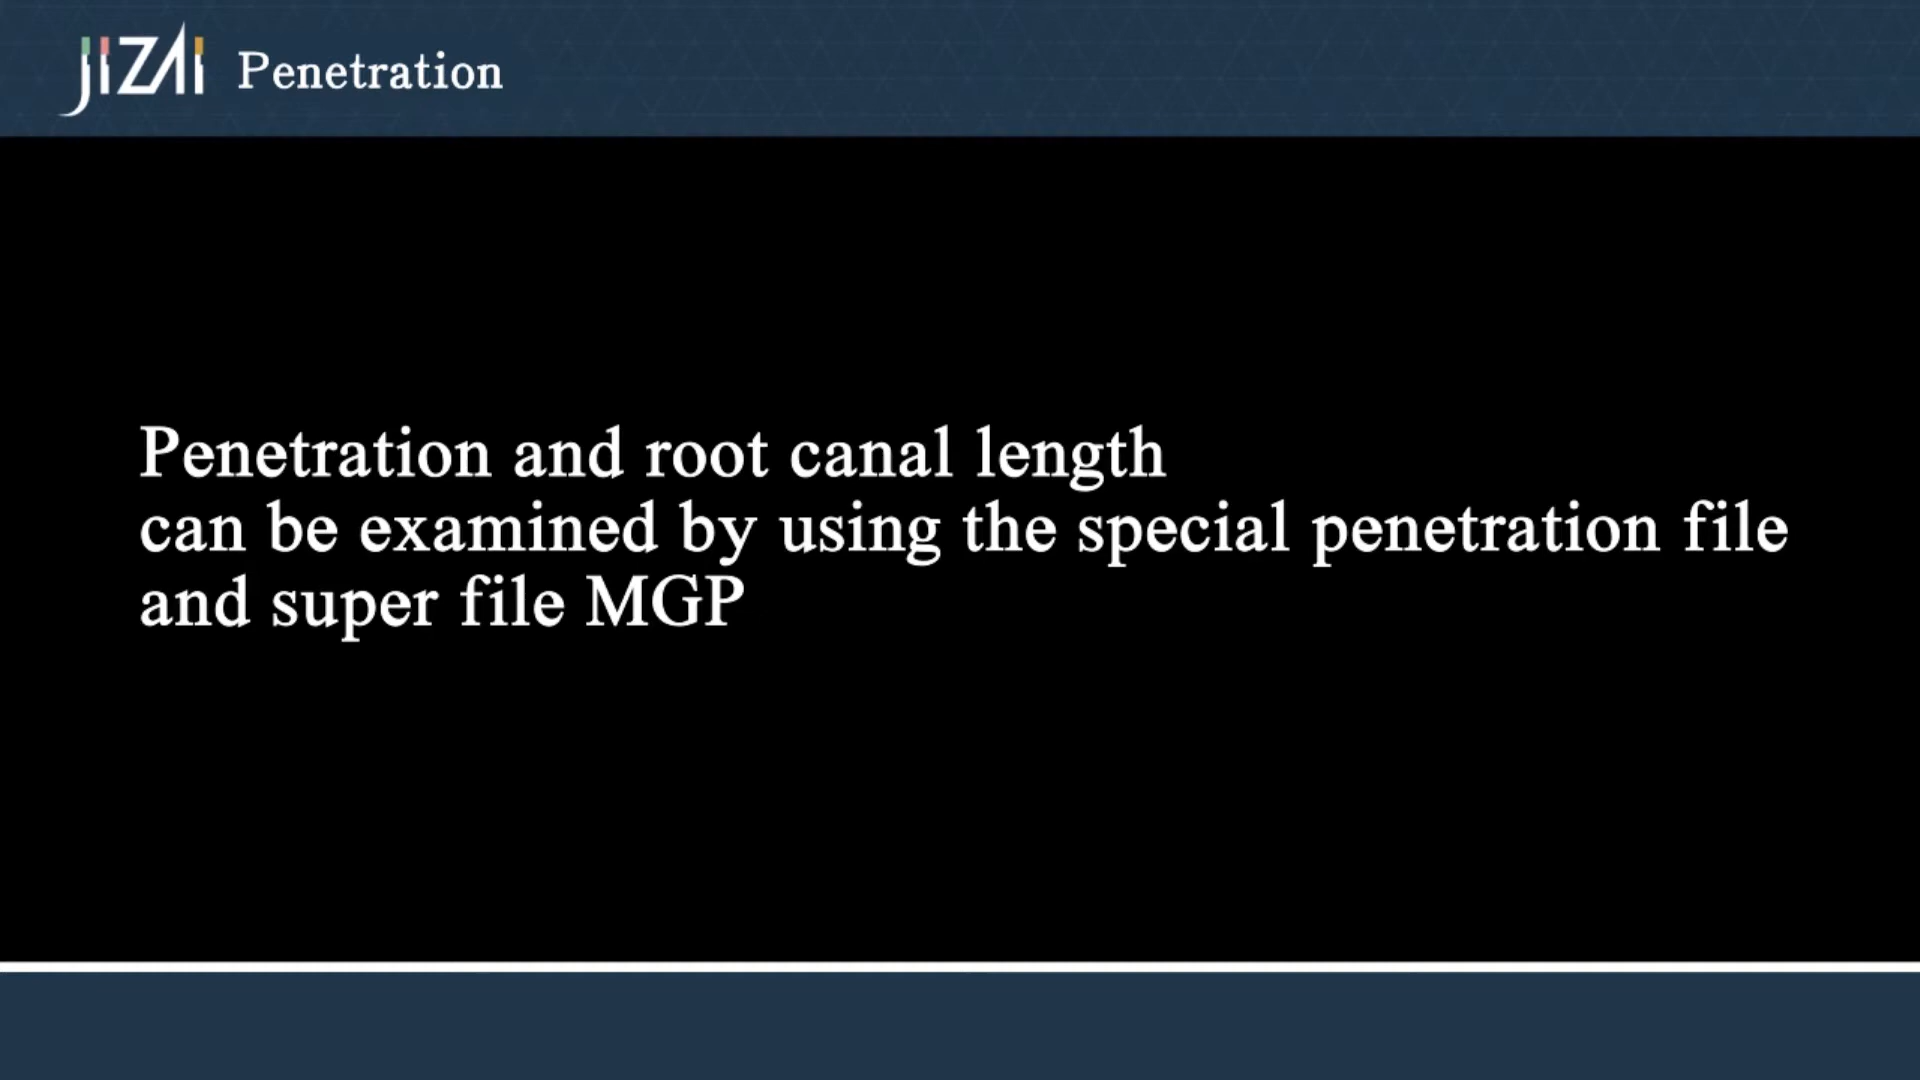 JIZAI Penetration
Penetration and root canal length
can be examined by using the special penetration file
and super file MGP